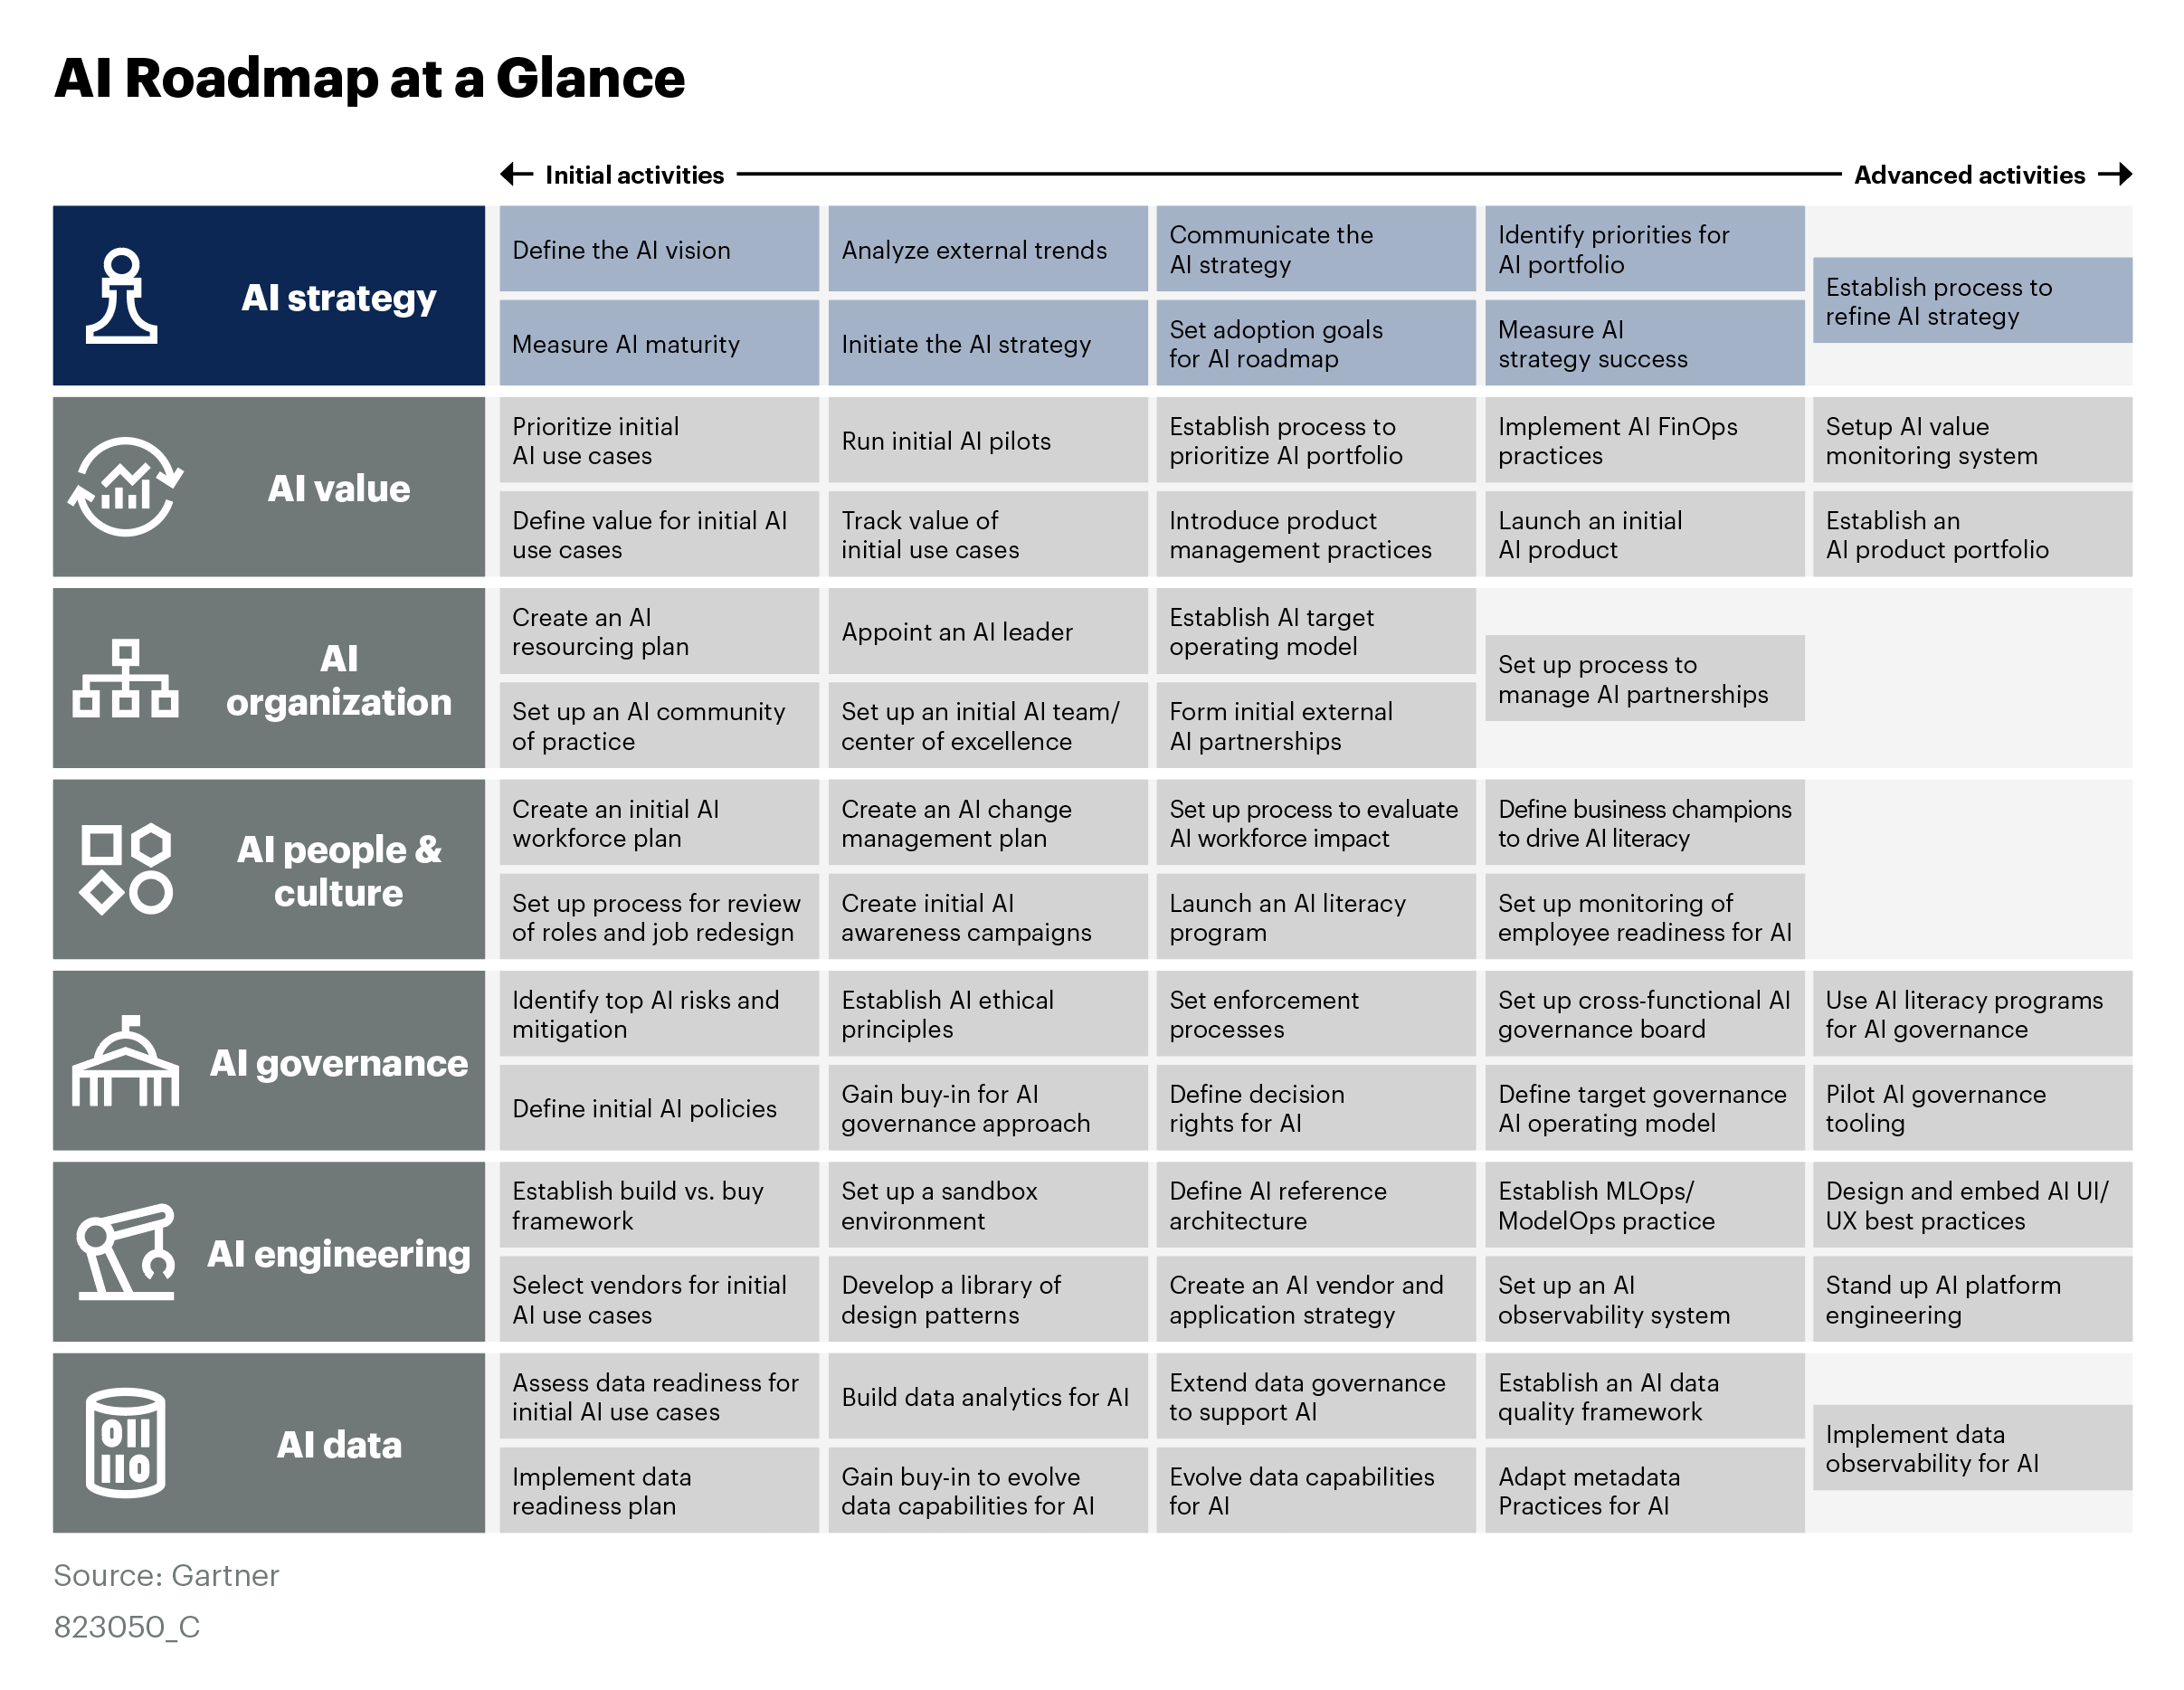 AI Roadmap at a Glance
Initial activities
Advanced activities
AI strategy
Define the AI vision
Analyze external trends
Communicate the
AI strategy
Identify priorities for
AI portfolio
Establish process to
refine AI strategy
Measure AI maturity
Initiate the AI strategy
Set adoption goals
for AI roadmap
Measure AI
strategy success
AI value
Prioritize initial
AI use cases
Run initial AI pilots
Establish process to
prioritize AI portfolio
Implement AI FinOps
practices
Setup AI value
monitoring system
Define value for initial AI
use cases
Track value of
initial use cases
Introduce product
management practices
Launch an initial
AI product
Establish an
AI product portfolio
AI
organization
Create an AI
resourcing plan
Appoint an AI leader
Establish AI target
operating model
Set up process to
manage AI partnerships
Set up an AI community
of practice
Set up an initial AI team/
center of excellence
Form initial external
AI partnerships
AI people &
culture
Create an initial AI
workforce plan
Create an AI change
management plan
Set up process to evaluate
AI workforce impact
Define business champions
to drive AI literacy
Set up process for review
of roles and job redesign
Create initial AI
awareness campaigns
Launch an AI literacy
program
Set up monitoring of
employee readiness for AI
AI governance
Identify top AI risks and
mitigation
Establish AI ethical
principles
Set enforcement
processes
Set up cross-functional AI
governance board
Use AI literacy programs
for AI governance
Define initial AI policies
Gain buy-in for AI
governance approach
Define decision
rights for AI
Define target governance
AI operating model
Pilot AI governance
tooling
AI engineering
Establish build vs. buy
framework
Set up a sandbox
environment
Define AI reference
architecture
Establish MLOps/
ModelOps practice
Design and embed AI UI/
UX best practices
Select vendors for initial
AI use cases
Develop a library of
design patterns
Create an AI vendor and
application strategy
Set up an AI
observability system
Stand up AI platform
engineering
AI data
Assess data readiness for
initial AI use cases
Build data analytics for AI
Extend data governance
to support AI
Establish an AI data
quality framework
Implement data
observability for AI
Implement data
readiness plan
Gain buy-in to evolve
data capabilities for AI
Evolve data capabilities
for AI
Adapt metadata
Practices for AI
Source: Gartner
823050_C